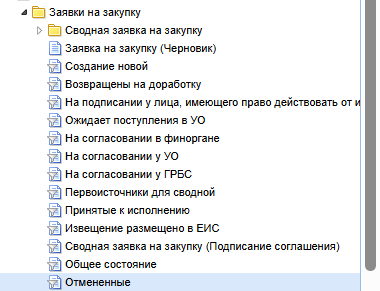 Заявки на закупку
Сводная заявка на закупку
Заявка на закупку (Черновик)
Создание новой
Возвращены на доработку
На подписании у лица, имеющего право действовать от и
Ожидает поступления в УО
На согласовании в финоргане
На согласовании у УО
На согласовании у ГРБС
Первоисточники для сводной
Принятые к исполнению
Извещение размещено в ЕИС
Сводная заявка на закупку (Подписание соглашения)
Общее состояние
Отмененные